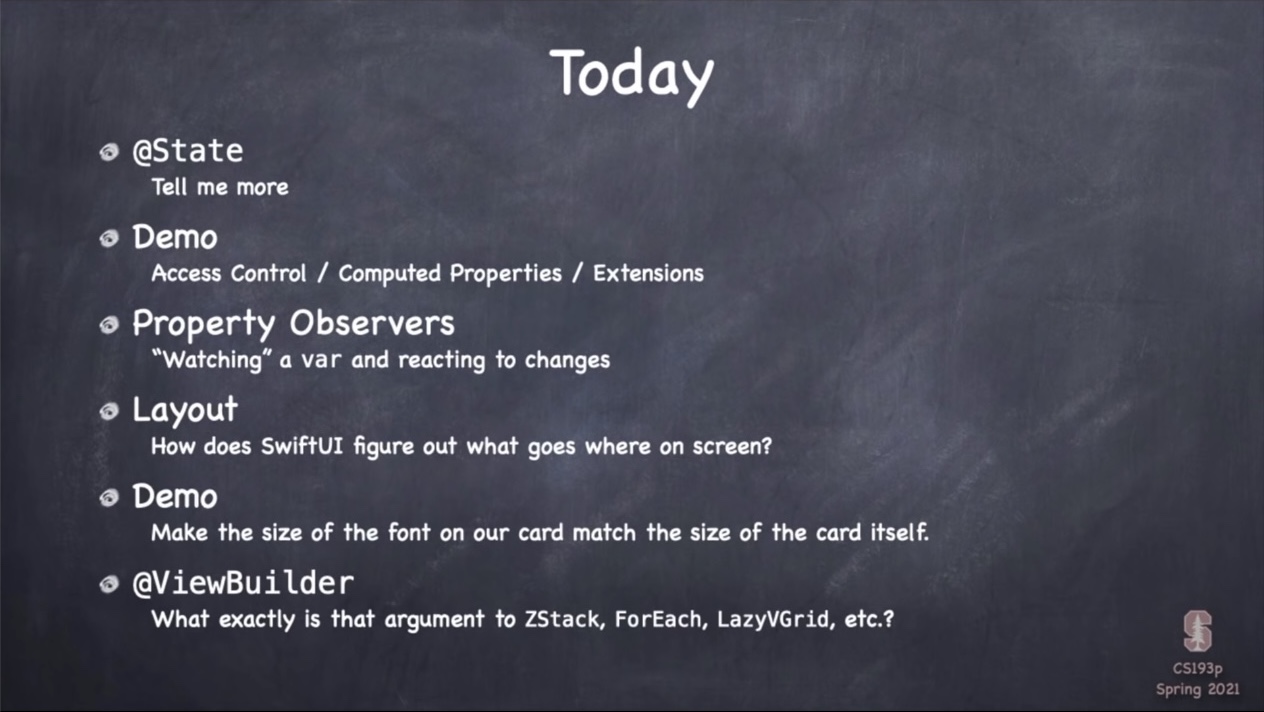 Today
@State
Tell me more
Demo
Access Control / Computed Properties / Extensions
Property Observers
“Watching” a var and reacting to changes
Layout
How does SwiftUI figure out what goes where on screen?
Demo
Make the size of the font on our card match the size of the card itself.
@ViewBuilder
What exactly is that argument to ZStack, ForEach, LazyVGrid, etc.?
S
CS193p
Spring 2021